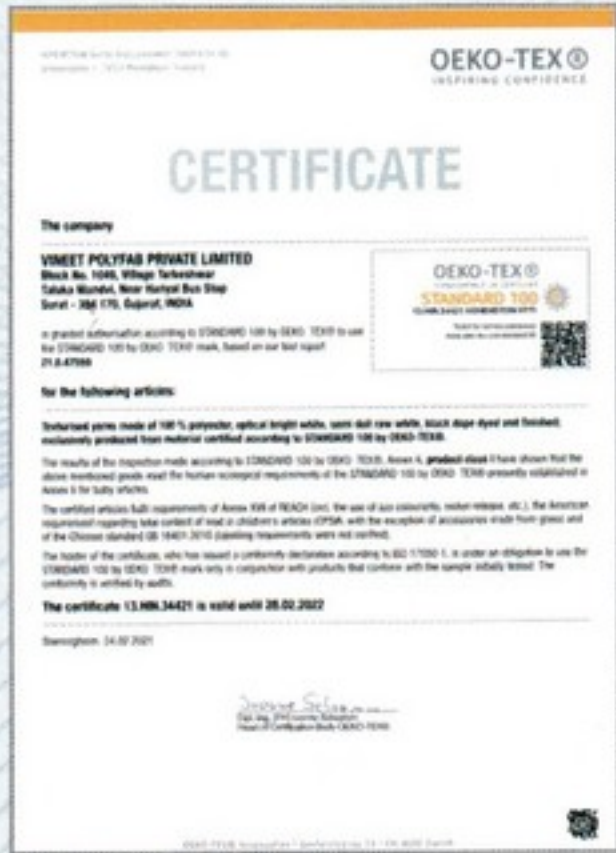 OEKO-TEX®
INSPIRING CONFIDENCE
CERTIFICATE
The company
VINEET POLYFAB PRIVATE LIMITED
Block No. 1046, Village Tarkeshwar
Taluka Mandvi, Near Hariyal Bus Stop
Surat - 394 170, Gujarat, INDIA
OEKO-TEX®
STANDARD 100
is granted authorisation according to STANDARD 100 by OEKO-TEX® to use
the STANDARD 100 by OEKO-TEX® mark, based on our test report
for the following articles:
Texturised yarns made of 100 % polyester, optical bright white, semi dull raw white, black dope dyed and finished;
exclusively produced from material certified according to STANDARD 100 by OEKO-TEX®.
The results of the inspection made according to STANDARD 100 by OEKO-TEX®, Annex 4, product class I have shown that the
above mentioned goods meet the human-ecological requirements of the STANDARD 100 by OEKO-TEX® presently established in
Annex 4 for baby articles.
The certified articles fulfil requirements of Annex XVII of REACH (incl. the use of azo colourants, nickel release, etc.), the American
requirement regarding total content of lead in children's articles (CPSIA; with the exception of accessories made from glass) and
of the Chinese standard GB 18401:2010 (labelling requirements were not verified).
The holder of the certificate, who has issued a conformity declaration according to ISO 17050-1, is under an obligation to use the
STANDARD 100 by OEKO-TEX® mark only in conjunction with products that conform with the sample initially tested. The
conformity is verified by audits.
The certificate 13.HIN.34421 is valid until 28.02.2022
Head of Certification Body OEKO-TEX®